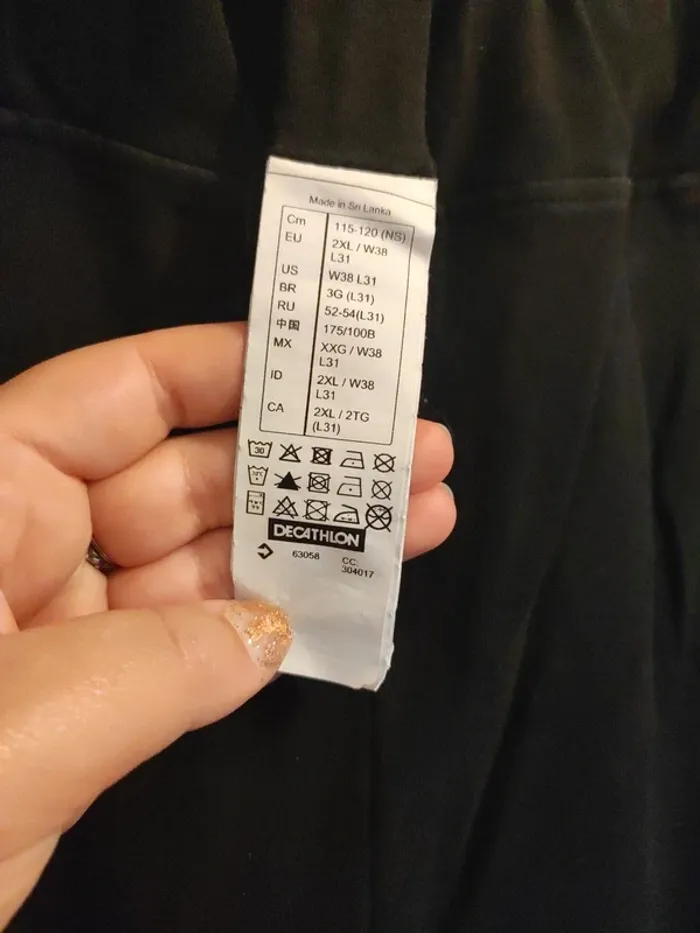 Made in Sri Lanka
Cm 115-120 (NS)
EU 2XL / W38
L31
US W38 L31
BR 3G (L31)
RU 52-54(L31)
中国 175/100B
MX XXG / W38
L31
ID 2XL / W38
L31
CA 2XL / 2TG
(L31)
30
DECATHLON
63058 CC:
304017